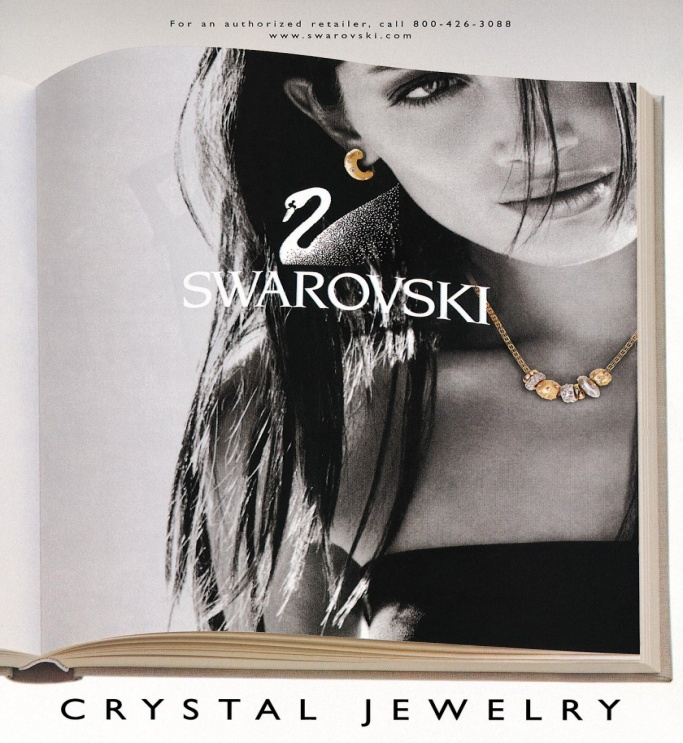 For an authorized retailer, call 800-426-3088
www.swarovski.com
SWAROVSKI
CRYSTAL JEWELRY